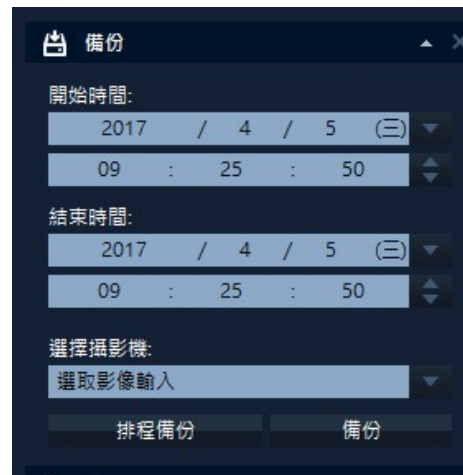 備份
開始時間:
2017 / 4 / 5 (三)
09 : 25 : 50
結束時間:
2017 / 4 / 5 (三)
09 : 25 : 50
選擇攝影機:
選取影像輸入
排程備份 備份